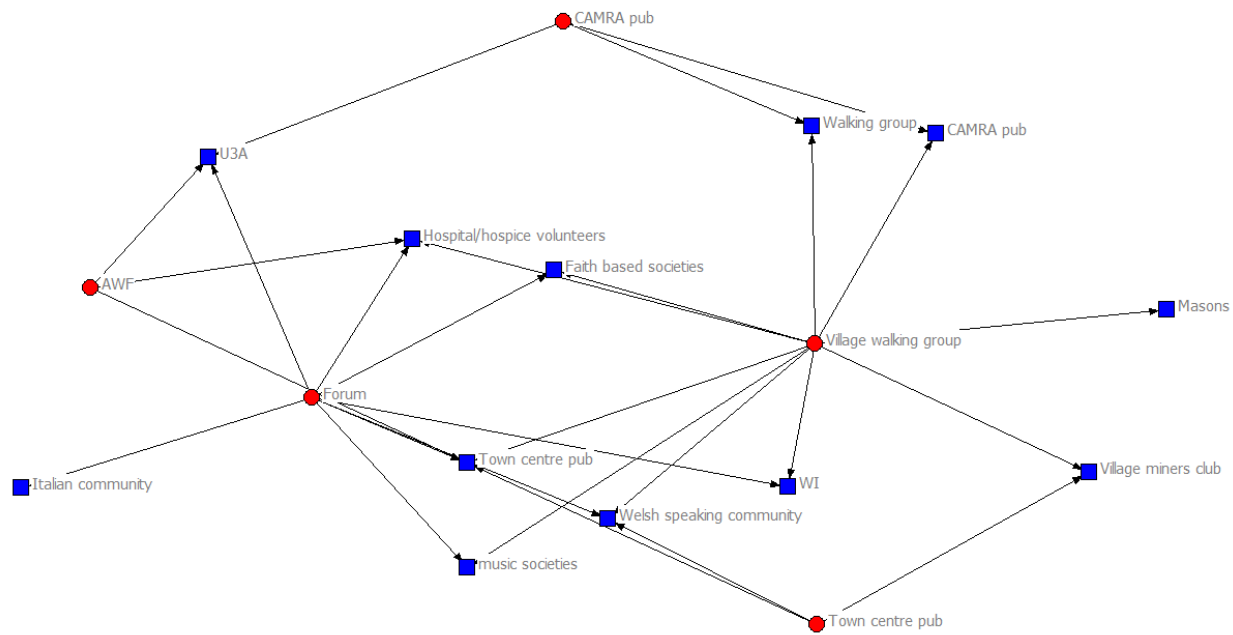 CAMRA pub
Walking group
CAMRA pub
U3A
Hospital/hospice volunteers
Faith based societies
AWF
Masons
Village walking group
Forum
Town centre pub
Village miners club
Italian community
WI
Welsh speaking community
music societies
Town centre pub